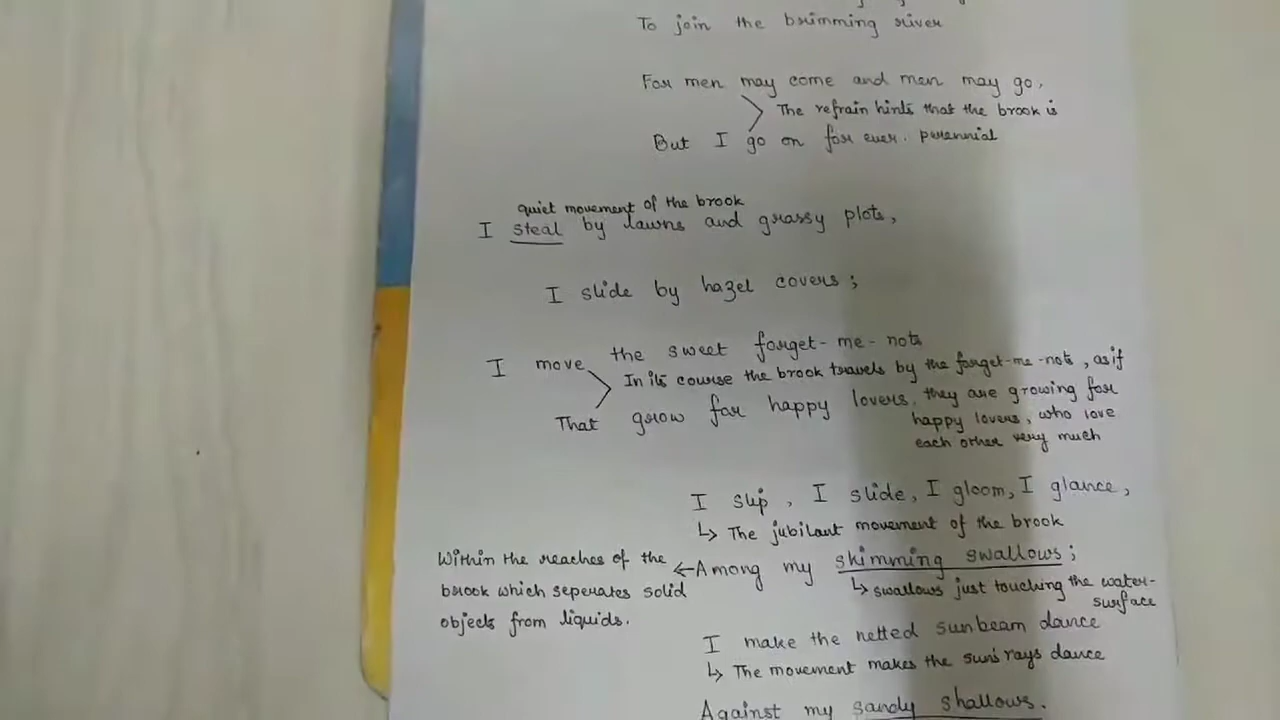 To join the brimming river
For men may come and men may go,
The refrain hints that the brook is
But I go on for ever. perennial
quiet movement of the brook
I steal by lawns and grassy plots,
I slide by hazel covers;
I move the sweet forget-me-nots
In its course the brook travels by the forget-me-nots, as if
That grow for happy lovers. they are growing for
happy lovers, who love
each other very much
I slip, I slide, I gloom, I glance,
↳ The jubilant movement of the brook
Within the reaches of the ← Among my skimming swallows;
brook which seperates solid ↳ swallows just touching the water-
surface
objects from liquids.
I make the netted sunbeam dance
↳ The movement makes the sun's rays dance
Against my sandy shallows.